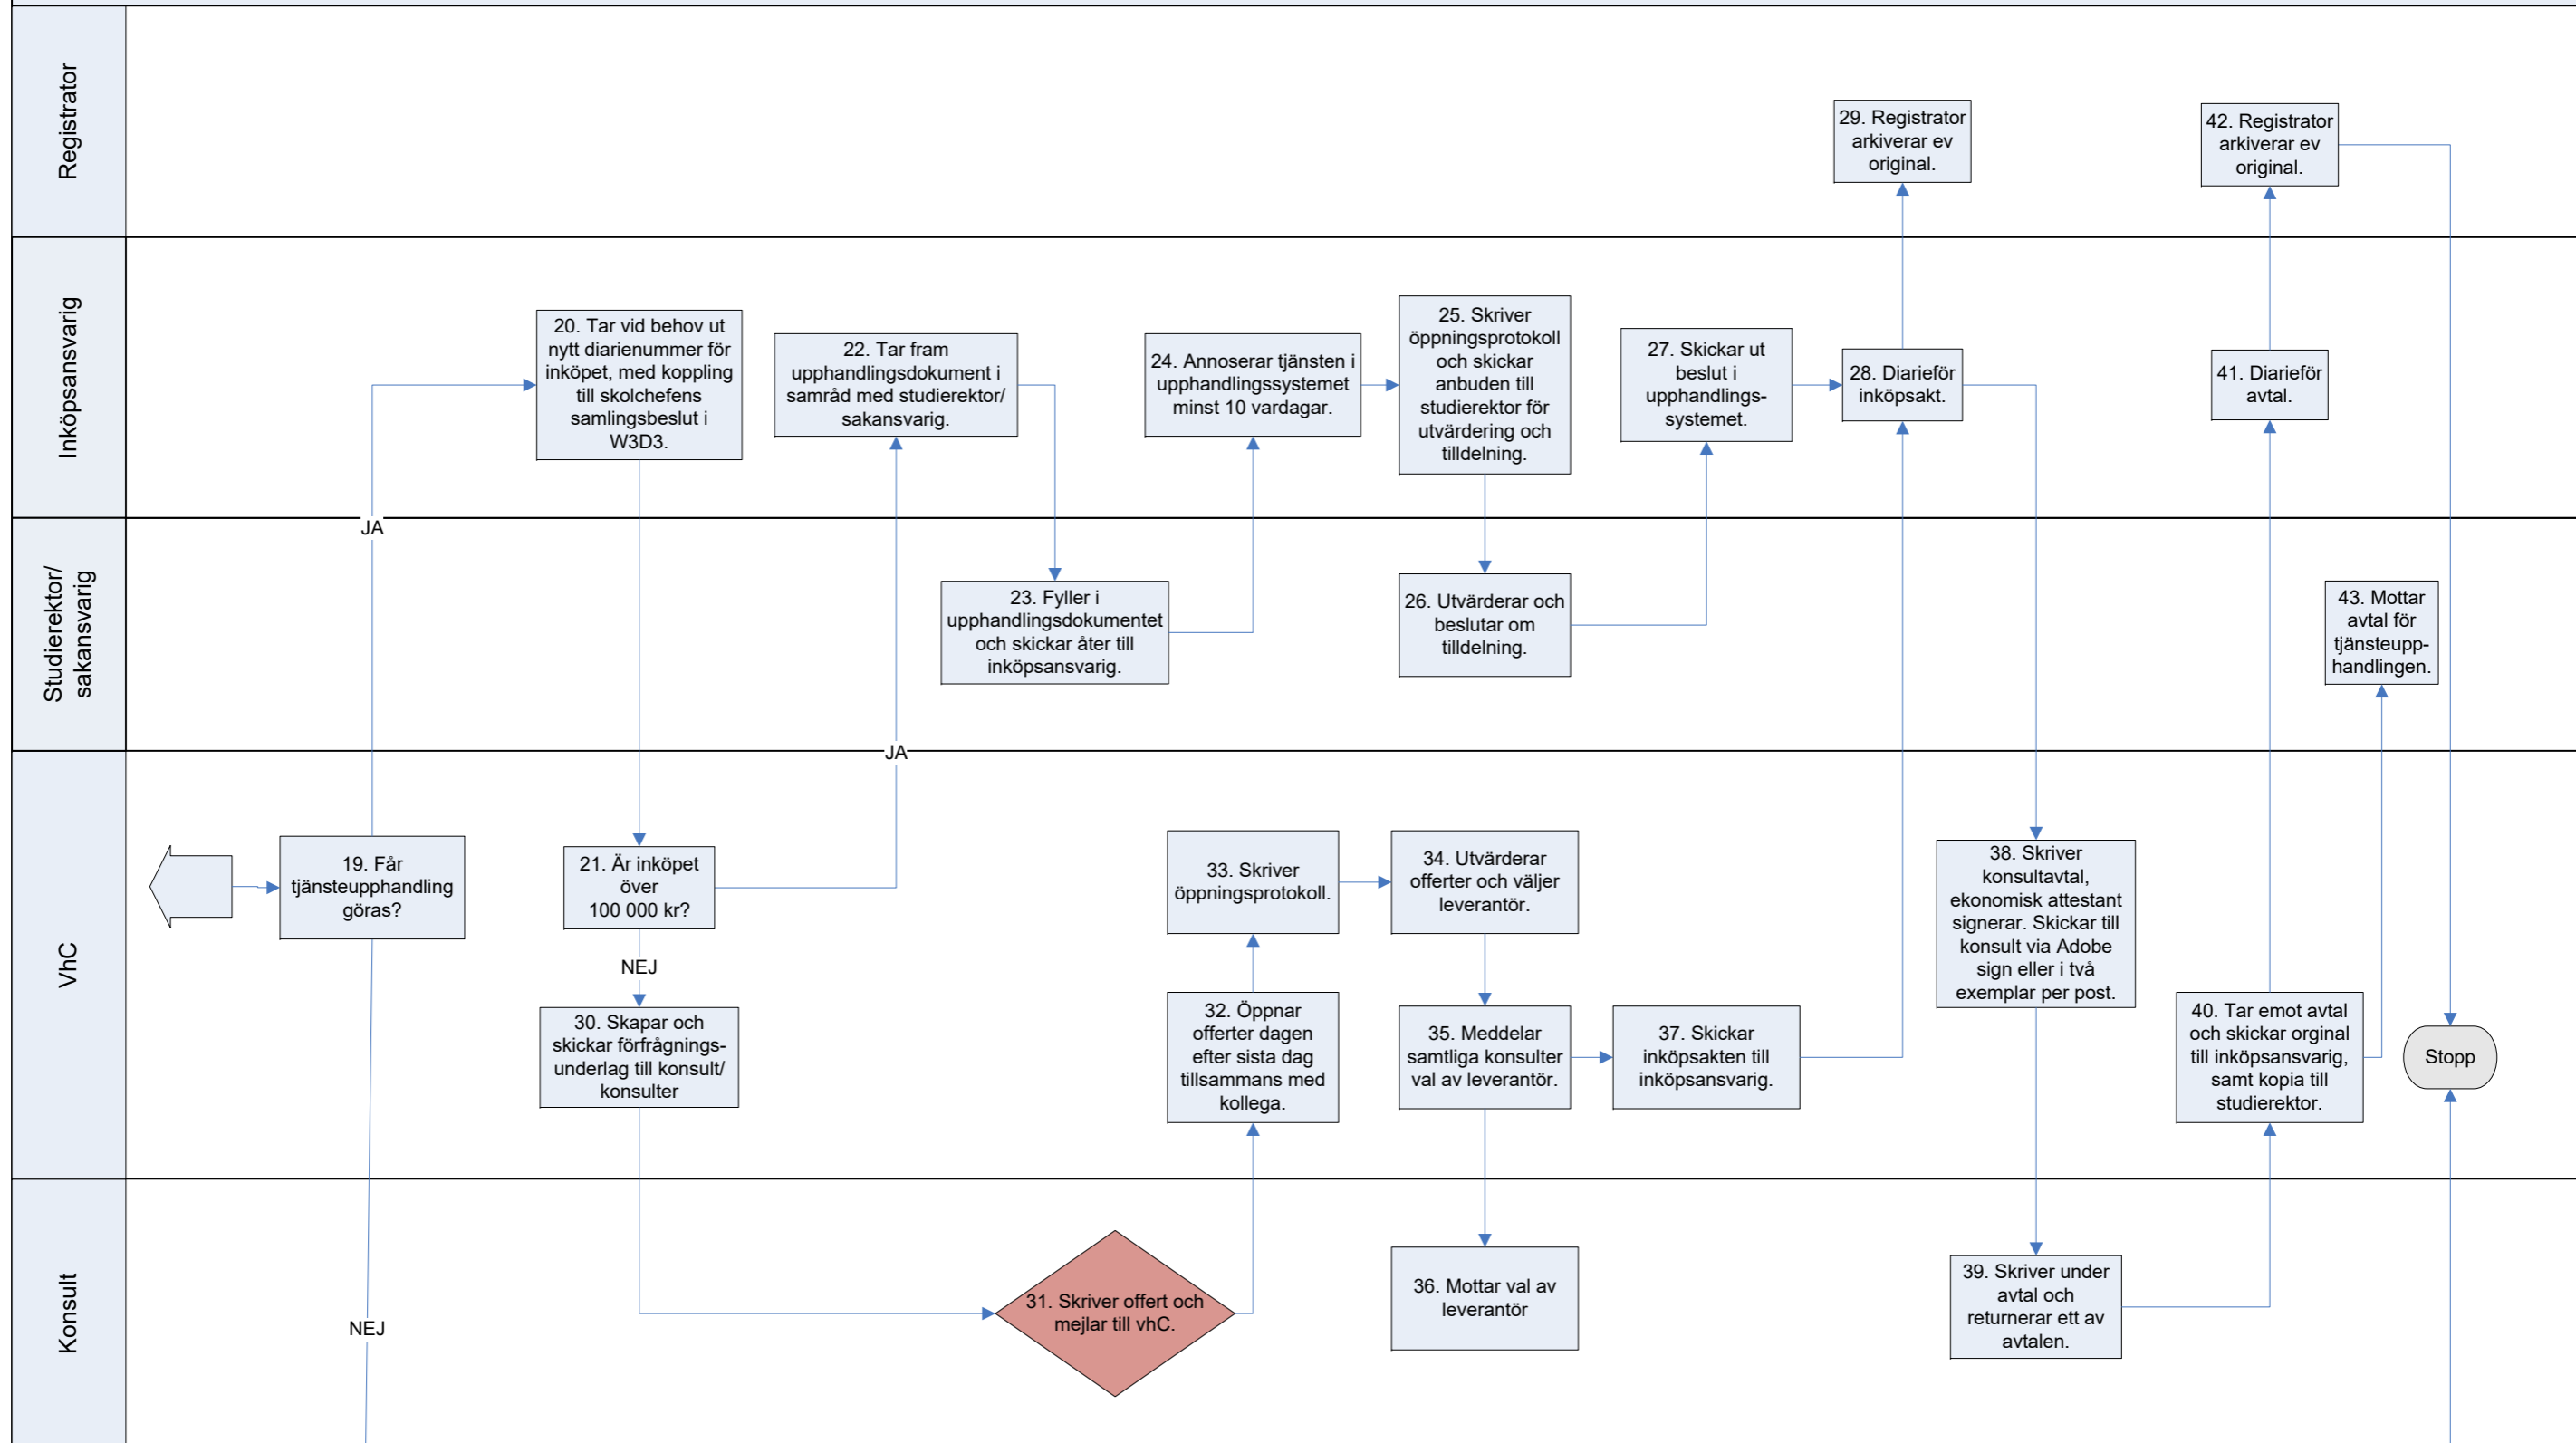 Registrator
29. Registrator
arkiverar ev
original.
42. Registrator
arkiverar ev
original.
Inköpsansvarig
20. Tar vid behov ut
nytt diarienummer för
inköpet, med koppling
till skolchefens
samlingsbeslut i
W3D3.
22. Tar fram
upphandlingsdokument i
samråd med studierektor/
sakansvarig.
24. Annoserar tjänsten i
upphandlingssystemet
minst 10 vardagar.
25. Skriver
öppningsprotokoll
och skickar
anbuden till
studierektor för
utvärdering och
tilldelning.
27. Skickar ut
beslut i
upphandlings-
systemet.
28. Diarieför
inköpsakt.
41. Diarieför
avtal.
JA
Studierektor/
sakansvarig
23. Fyller i
upphandlingsdokumentet
och skickar åter till
inköpsansvarig.
26. Utvärderar och
beslutar om
tilldelning.
43. Mottar
avtal för
tjänsteupp-
handlingen.
JA
VhC
19. Får
tjänsteupphandling
göras?
21. Är inköpet
över
100 000 kr?
NEJ
30. Skapar och
skickar förfrågnings-
underlag till konsult/
konsulter
33. Skriver
öppningsprotokoll.
34. Utvärderar
offerter och väljer
leverantör.
32. Öppnar
offerter dagen
efter sista dag
tillsammans med
kollega.
35. Meddelar
samtliga konsulter
val av leverantör.
37. Skickar
inköpsakten till
inköpsansvarig.
38. Skriver
konsultavtal,
ekonomisk attestant
signerar. Skickar till
konsult via Adobe
sign eller i två
exemplar per post.
40. Tar emot avtal
och skickar orginal
till inköpsansvarig,
samt kopia till
studierektor.
Stopp
Konsult
NEJ
31. Skriver offert och
mejlar till vhC.
36. Mottar val av
leverantör
39. Skriver under
avtal och
returnerar ett av
avtalen.